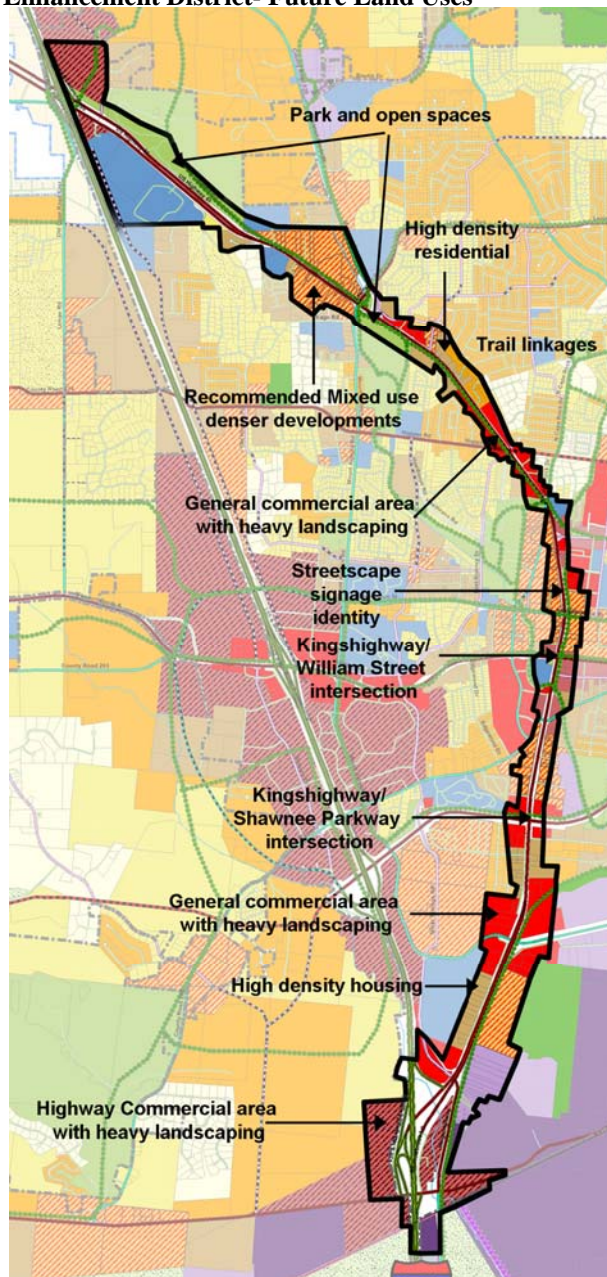 Enhancement District- Future Land Uses
Park and open spaces
High density
residential
Trail linkages
Recommended Mixed use
denser developments
General commercial area
with heavy landscaping
Streetscape
signage
identity
Kingshighway/
William Street
intersection
Kingshighway/
Shawnee Parkway
intersection
General commercial area
with heavy landscaping
High density housing
Highway Commercial area
with heavy landscaping